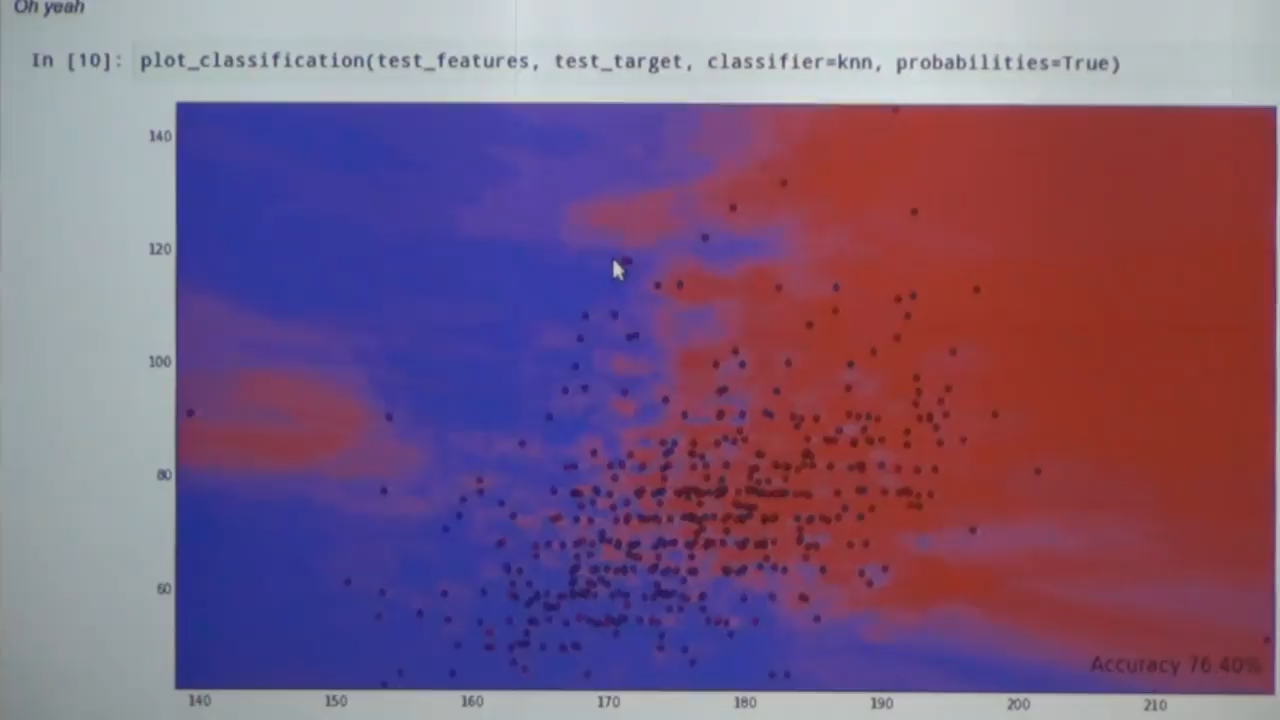 Oh yeah
In [10]: plot_classification(test_features, test_target, classifier=knn, probabilities=True)
140
120
100
80
60
Accuracy 76.40%
140 150 160 170 180 190 200 210